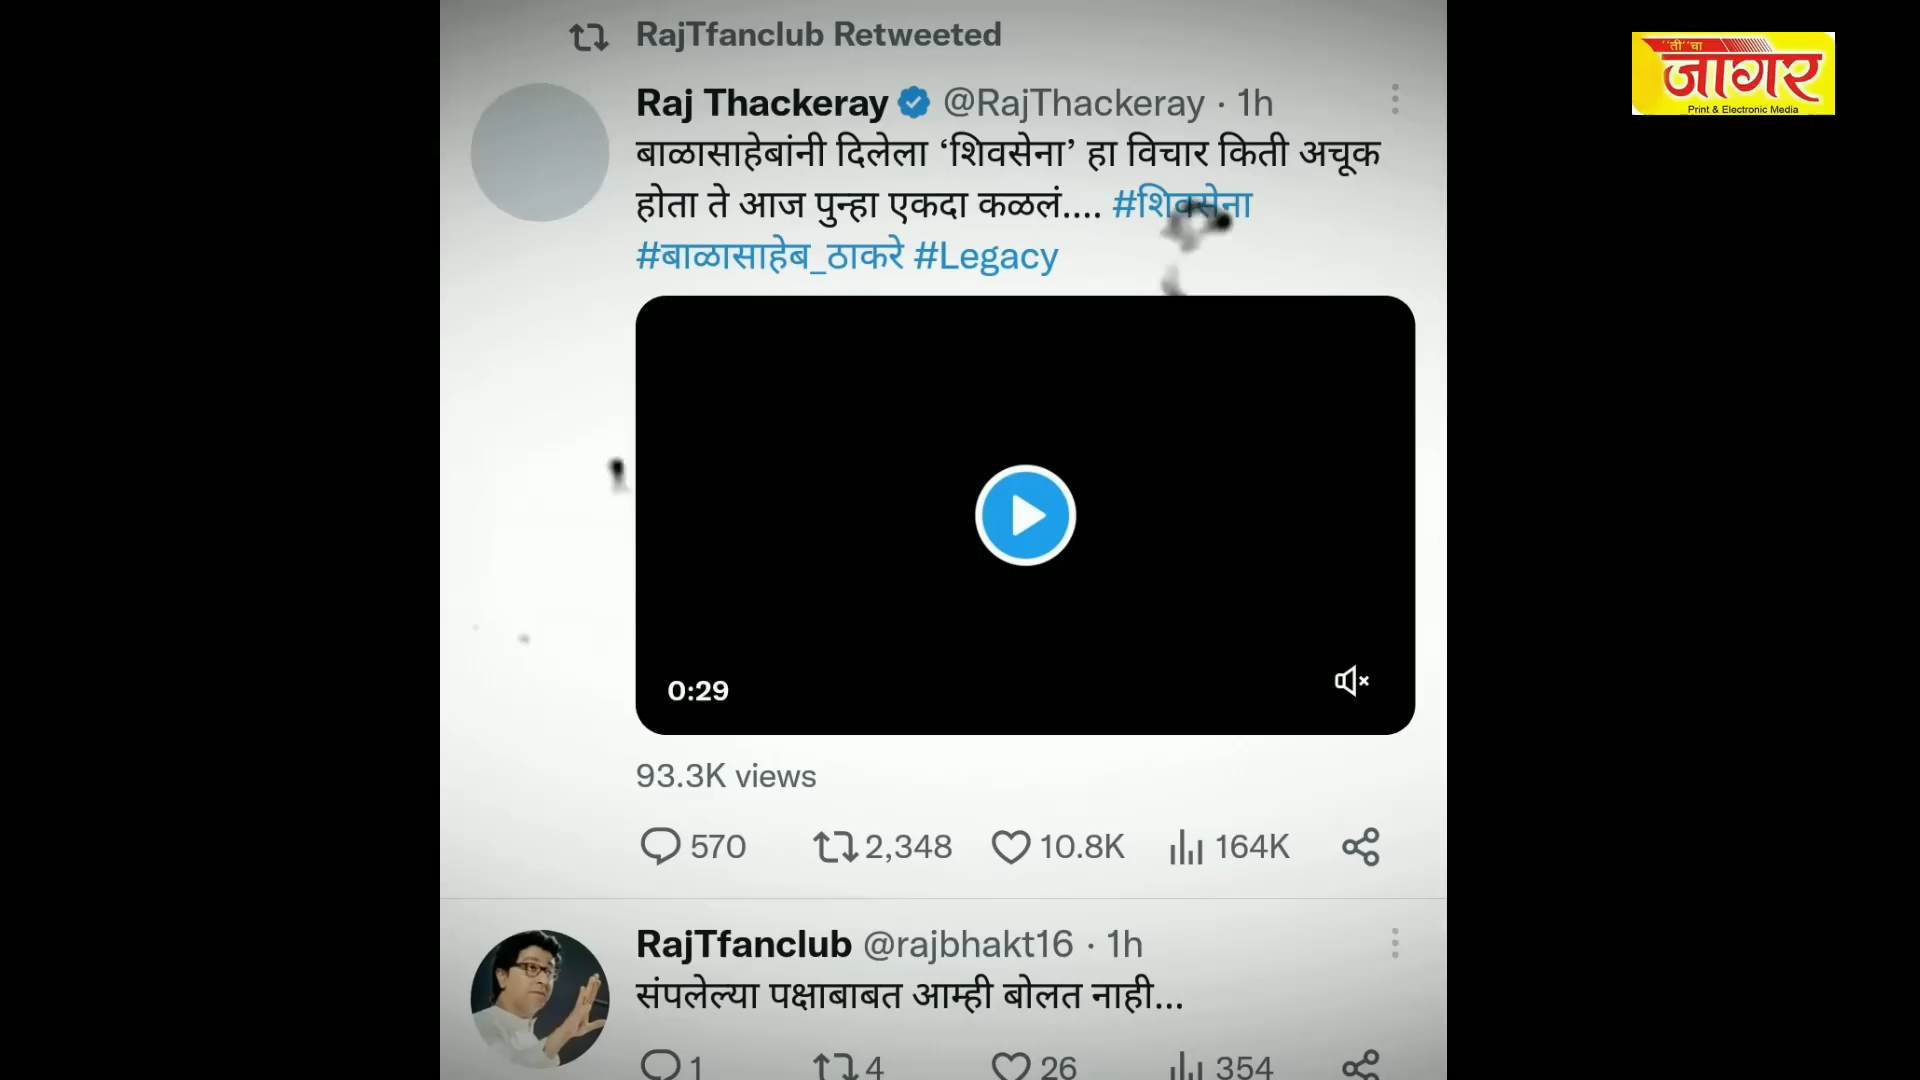 RajTfanclub Retweeted
"ती"चा
जागर
Print & Electronic Media
Raj Thackeray @RajThackeray · 1h
बाळासाहेबांनी दिलेला ‘शिवसेना’ हा विचार किती अचूक
होता ते आज पुन्हा एकदा कळलं.... #शिवसेना
#बाळासाहेब_ठाकरे #Legacy
0:29
93.3K views
570 2,348 10.8K 164K
RajTfanclub @rajbhakt16 · 1h
संपलेल्या पक्षाबाबत आम्ही बोलत नाही...
1 4 26 354